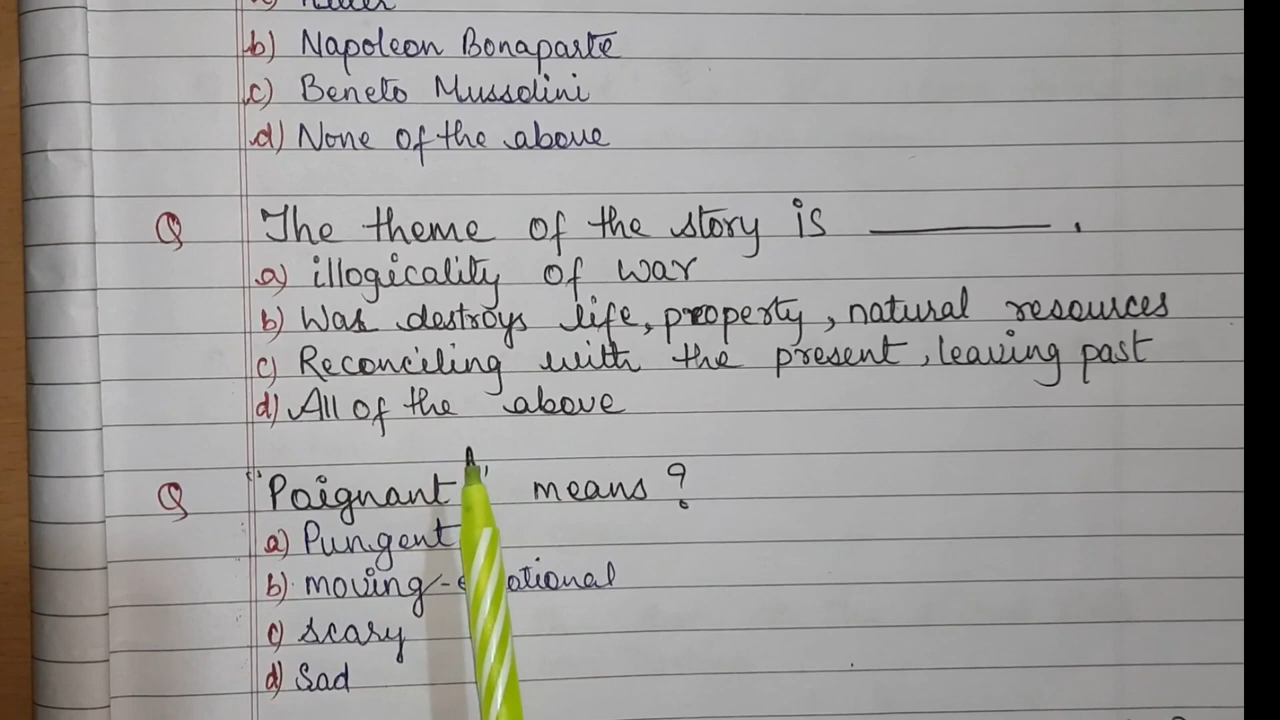 b) Napoleon Bonaparte
c) Beneto Mussolini
d) None of the above
Q The theme of the story is ______ .
a) illogicality of war
b) War destroys life, property, natural resources
c) Reconciling with the present, leaving past
d) All of the above
Q "Poignant" means ?
a) Pungent
b) moving-
c) scary
d) Sad